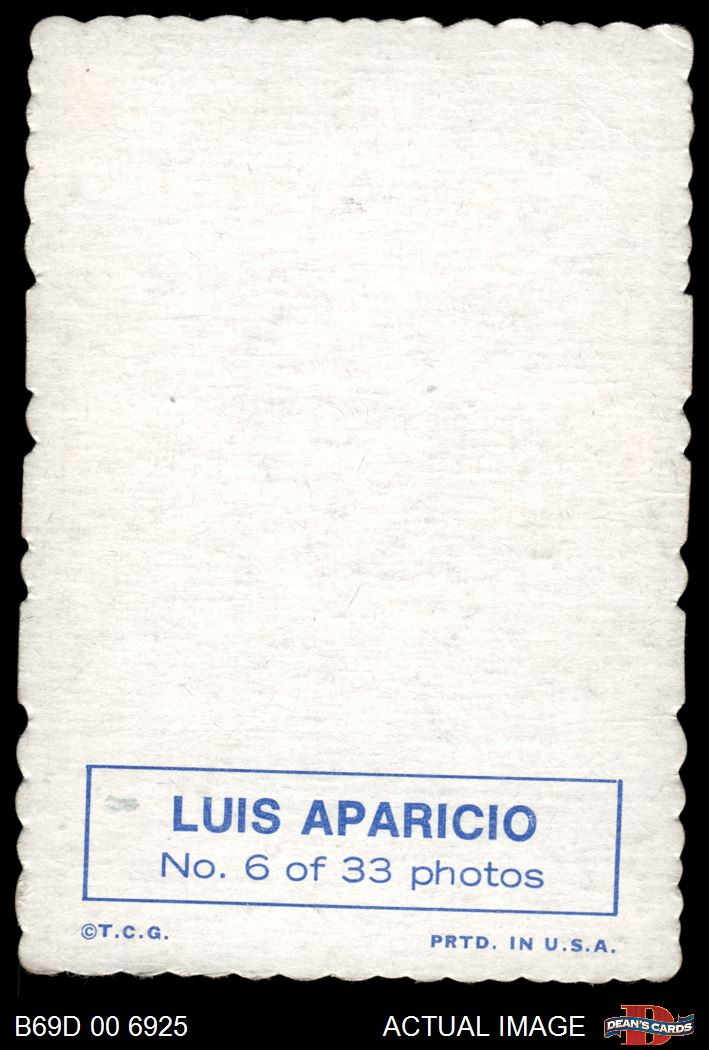 LUIS APARICIO
No. 6 of 33 photos
©T.C.G.
PRTD. IN U.S.A.
B69D 00 6925
ACTUAL IMAGE
DEAN'S CARDS